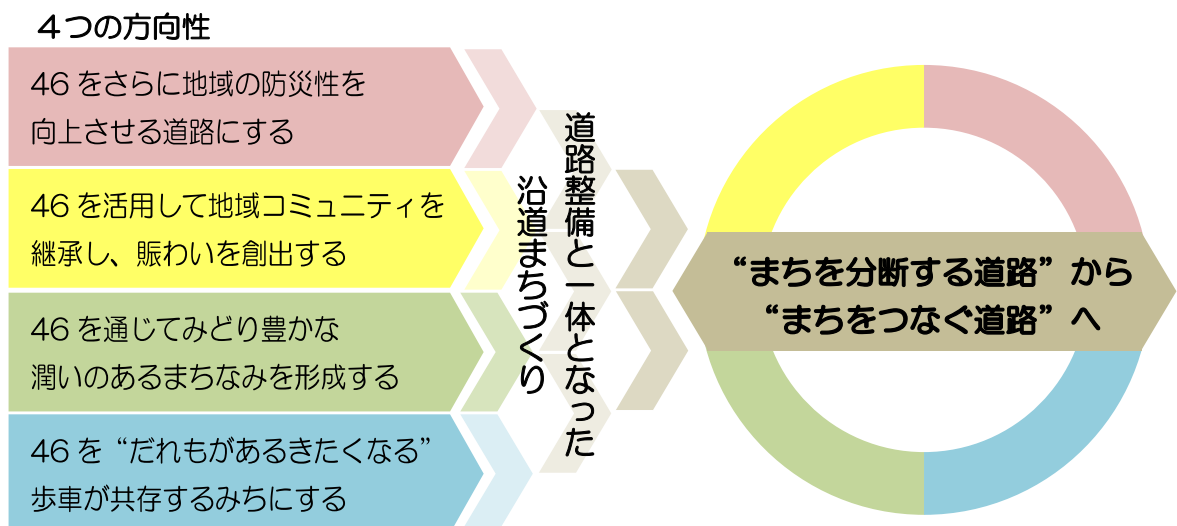 ４つの方向性
46 をさらに地域の防災性を
向上させる道路にする
46 を活用して地域コミュニティを
継承し、賑わいを創出する
46 を通じてみどり豊かな
潤いのあるまちなみを形成する
46 を“だれもがあるきたくなる”
歩車が共存するみちにする
道路整備と一体となった
沿道まちづくり
“まちを分断する道路”から
“まちをつなぐ道路”へ